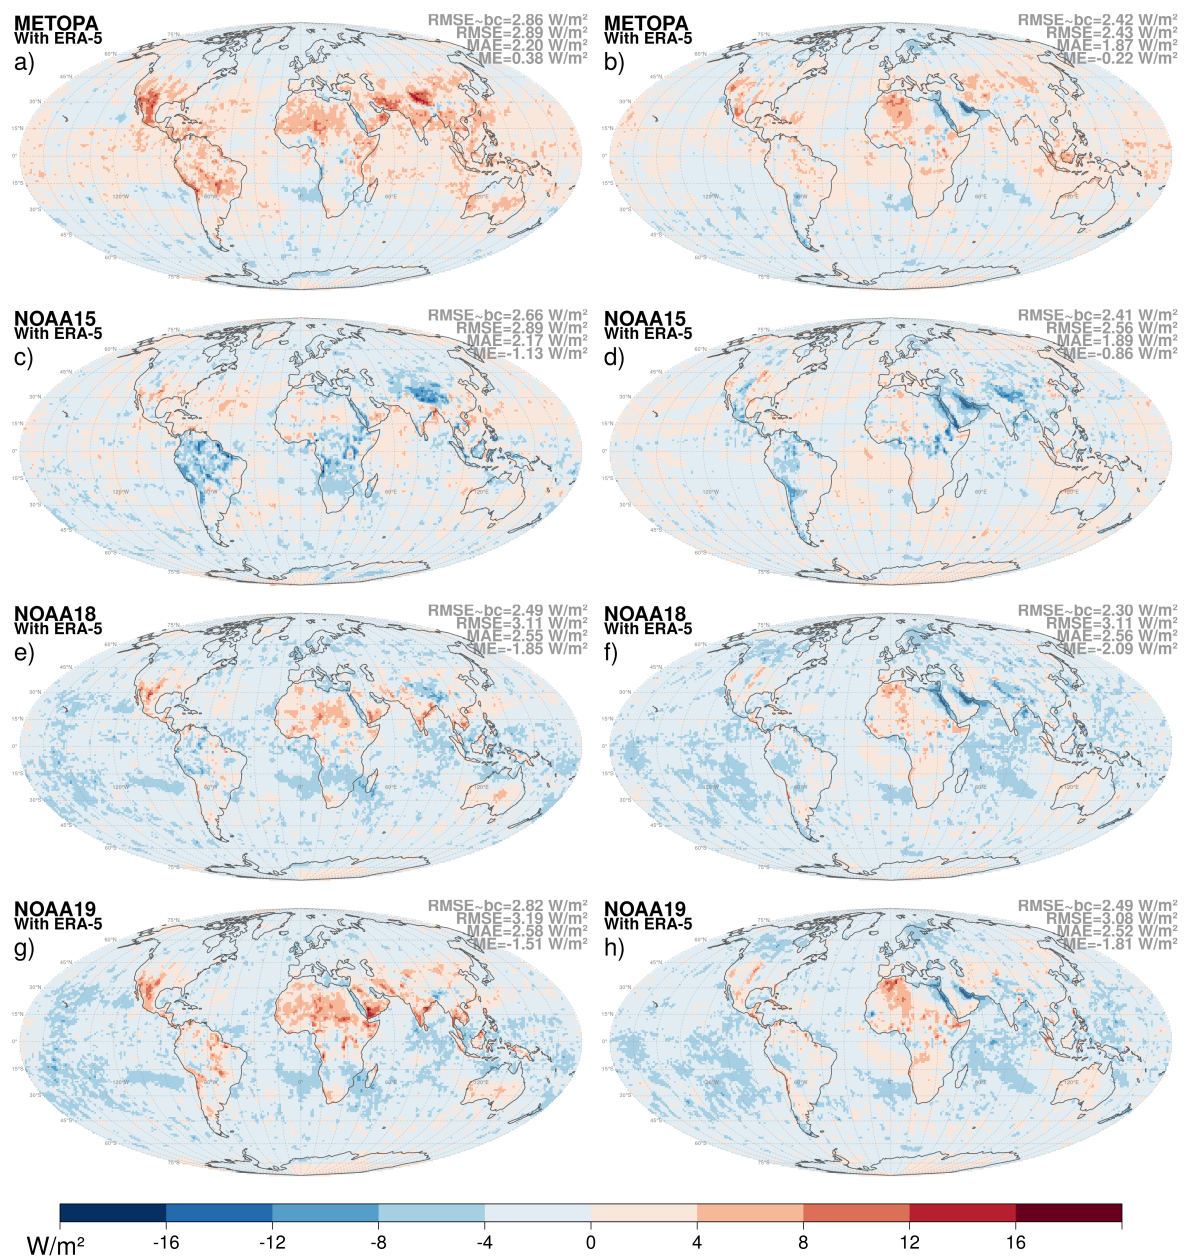 METOPA
With ERA-5
a)
RMSE~bc=2.86 W/m²
RMSE=2.89 W/m²
MAE=2.20 W/m²
ME=0.38 W/m²
METOPA
With ERA-5
b)
RMSE~bc=2.42 W/m²
RMSE=2.43 W/m²
MAE=1.87 W/m²
ME=-0.22 W/m²
NOAA15
With ERA-5
c)
RMSE~bc=2.66 W/m²
RMSE=2.89 W/m²
MAE=2.17 W/m²
ME=-1.13 W/m²
NOAA15
With ERA-5
d)
RMSE~bc=2.41 W/m²
RMSE=2.56 W/m²
MAE=1.89 W/m²
ME=-0.86 W/m²
NOAA18
With ERA-5
e)
RMSE~bc=2.49 W/m²
RMSE=3.11 W/m²
MAE=2.55 W/m²
ME=-1.85 W/m²
NOAA18
With ERA-5
f)
RMSE~bc=2.30 W/m²
RMSE=3.11 W/m²
MAE=2.56 W/m²
ME=-2.09 W/m²
NOAA19
With ERA-5
g)
RMSE~bc=2.82 W/m²
RMSE=3.19 W/m²
MAE=2.58 W/m²
ME=-1.51 W/m²
NOAA19
With ERA-5
h)
RMSE~bc=2.49 W/m²
RMSE=3.08 W/m²
MAE=2.52 W/m²
ME=-1.81 W/m²
W/m² -16 -12 -8 -4 0 4 8 12 16